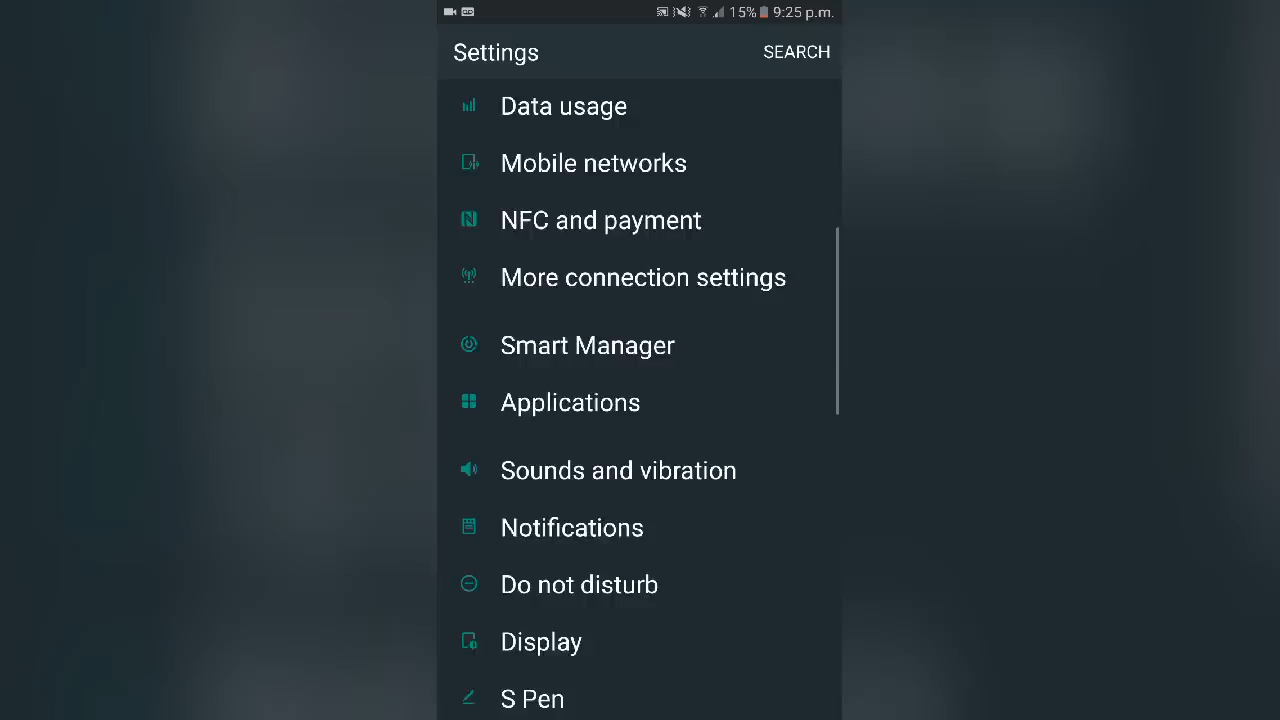 15% 9:25 p.m.
Settings SEARCH
Data usage
Mobile networks
NFC and payment
More connection settings
Smart Manager
Applications
Sounds and vibration
Notifications
Do not disturb
Display
S Pen